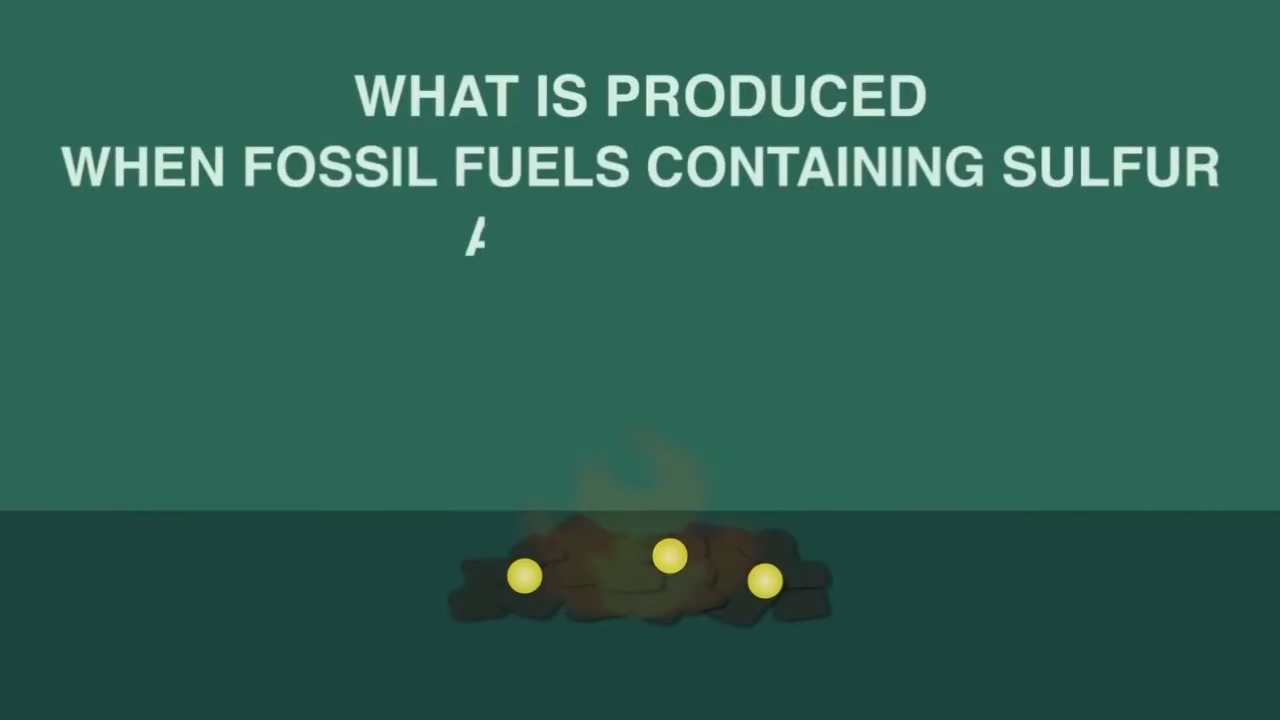 WHAT IS PRODUCED
WHEN FOSSIL FUELS CONTAINING SULFUR